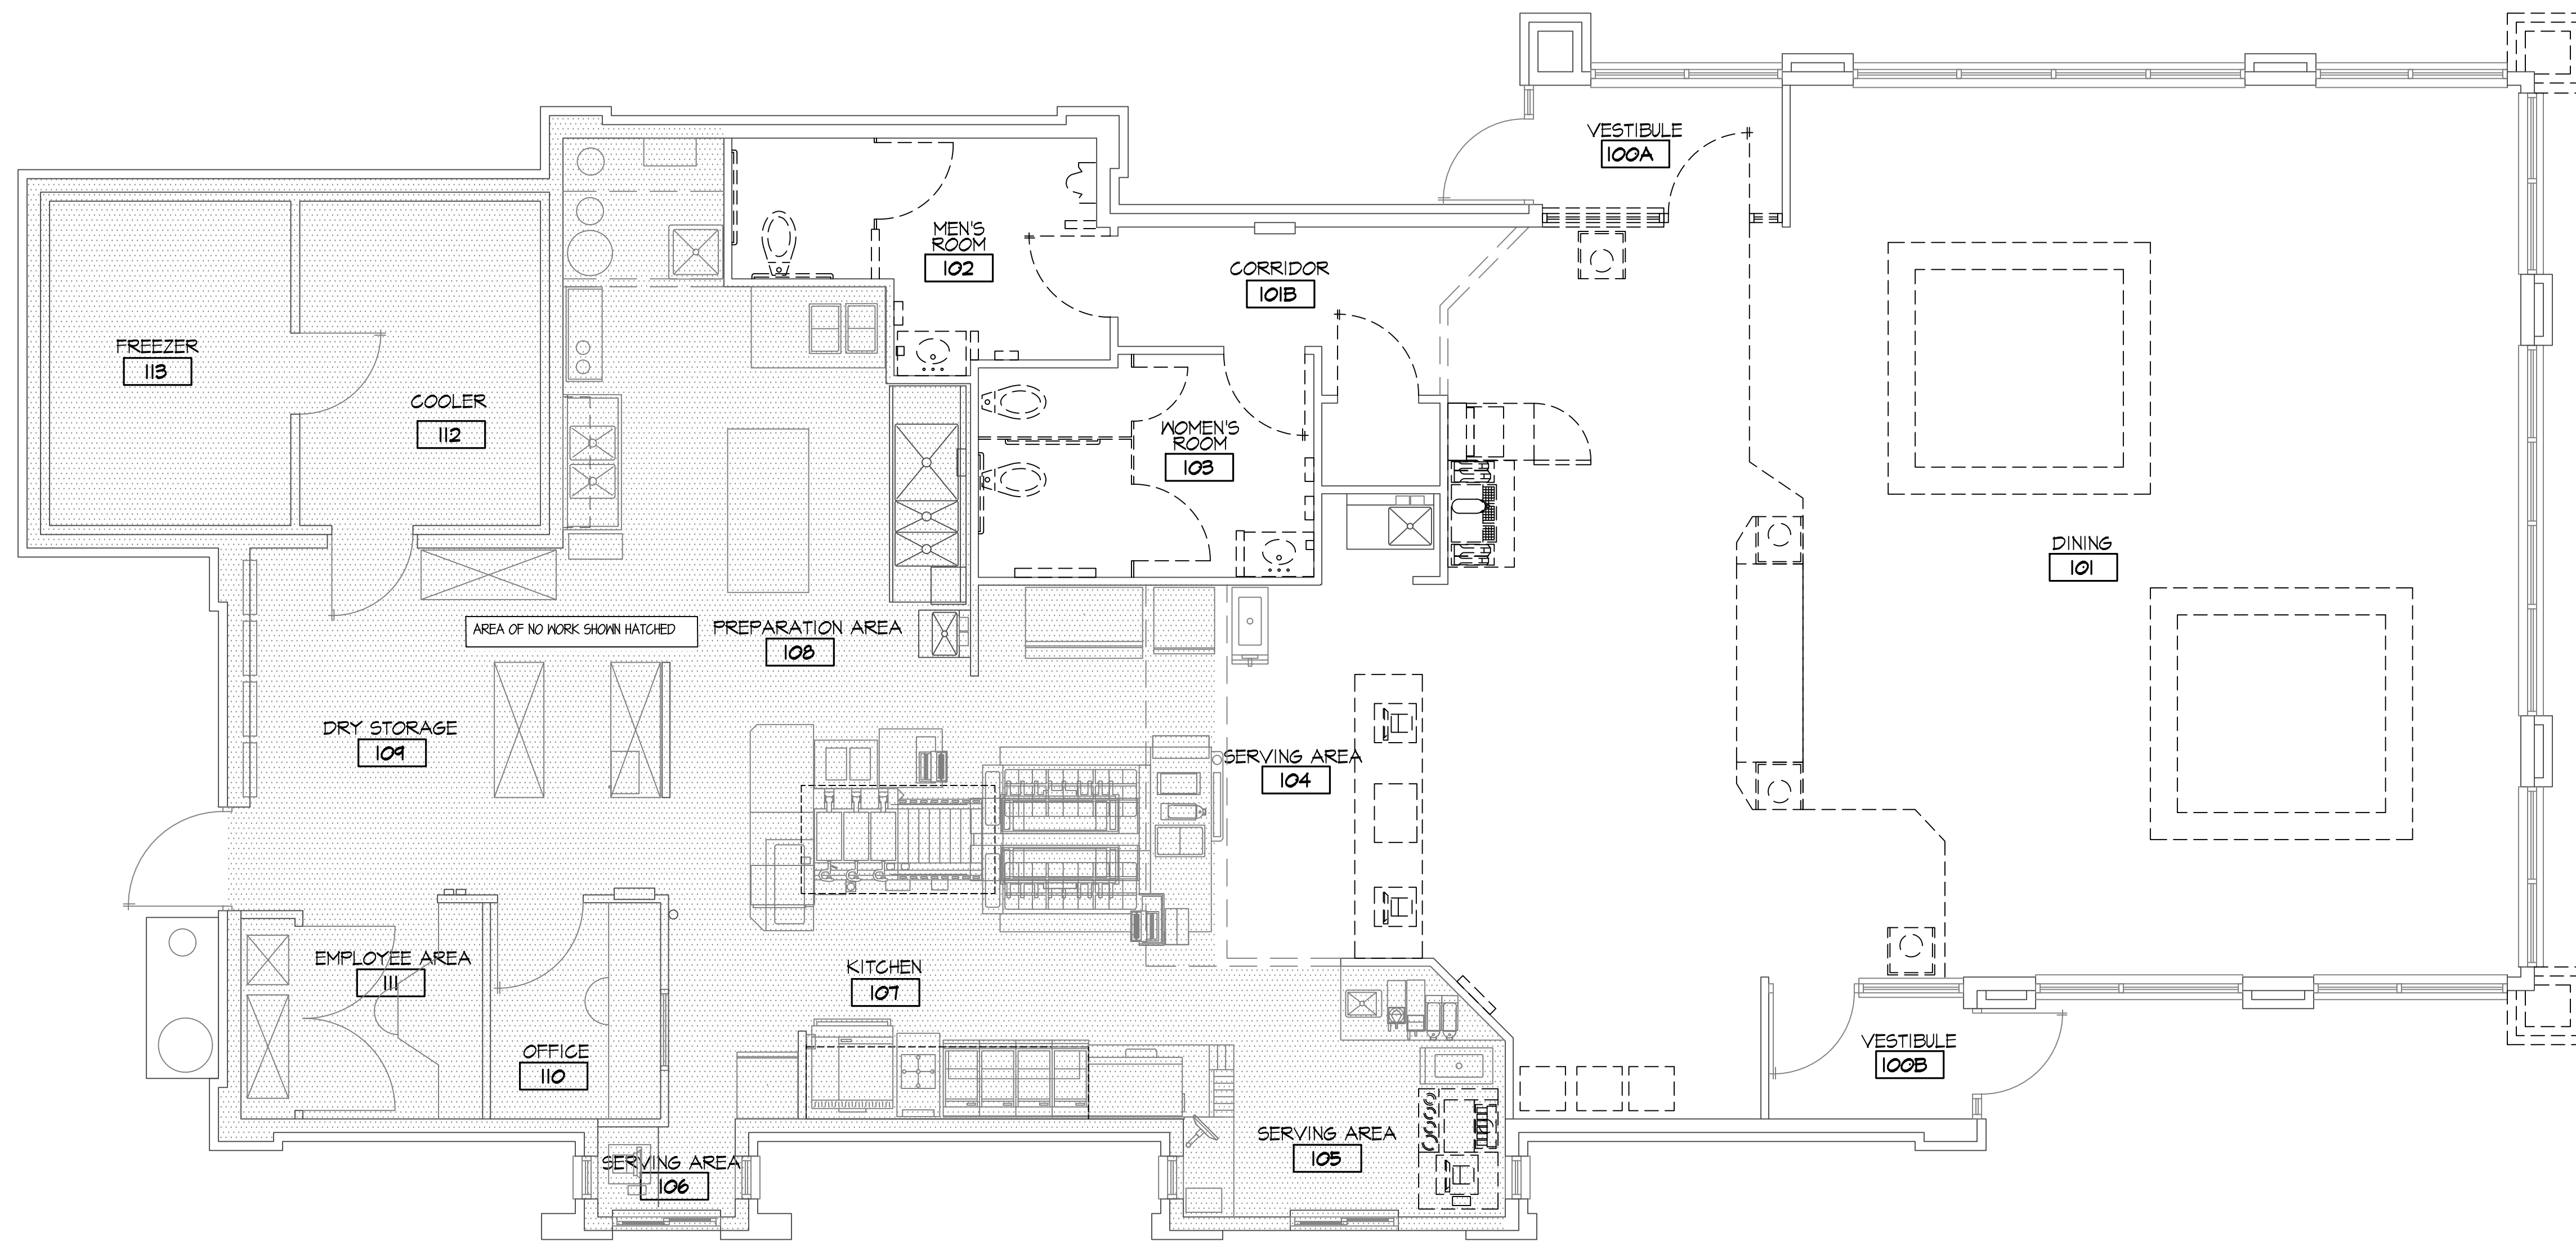 VESTIBULE
100A
MEN'S
ROOM
102
CORRIDOR
101B
FREEZER
113
COOLER
112
WOMEN'S
ROOM
103
DINING
101
AREA OF NO WORK SHOWN HATCHED
PREPARATION AREA
108
DRY STORAGE
109
SERVING AREA
104
EMPLOYEE AREA
111
KITCHEN
107
OFFICE
110
VESTIBULE
100B
SERVING AREA
105
SERVING AREA
106